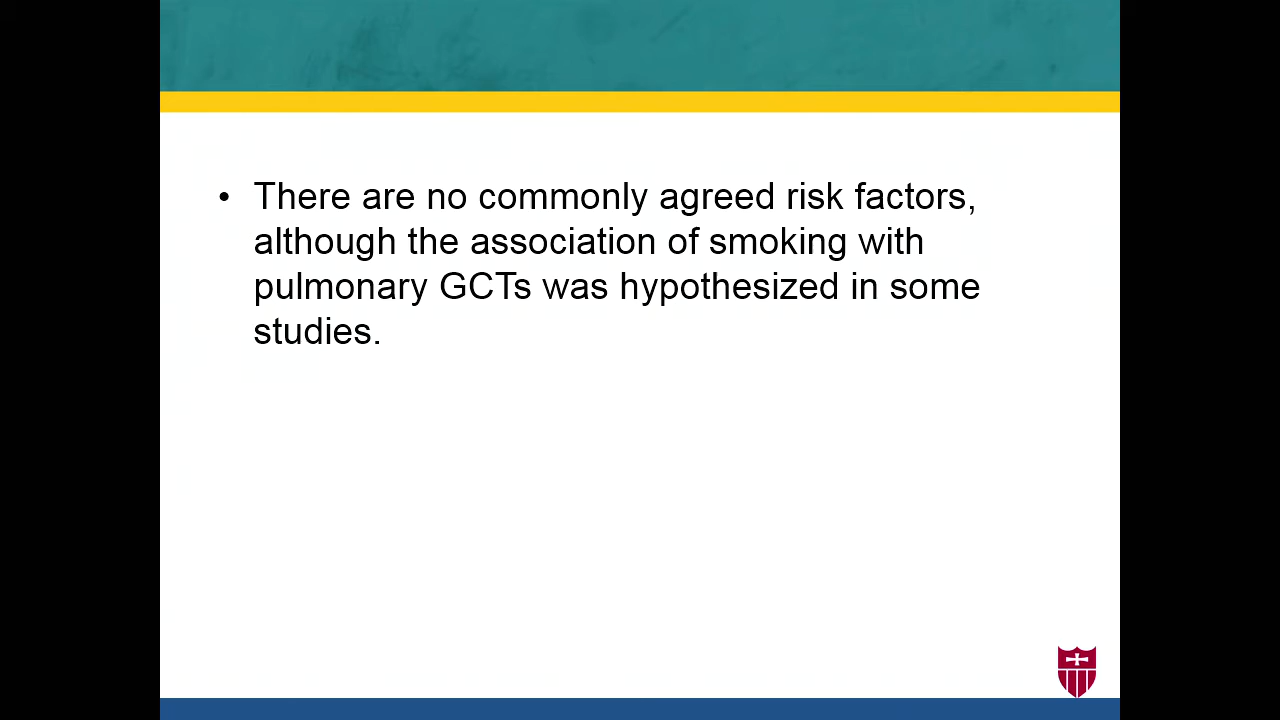 • There are no commonly agreed risk factors,
although the association of smoking with
pulmonary GCTs was hypothesized in some
studies.